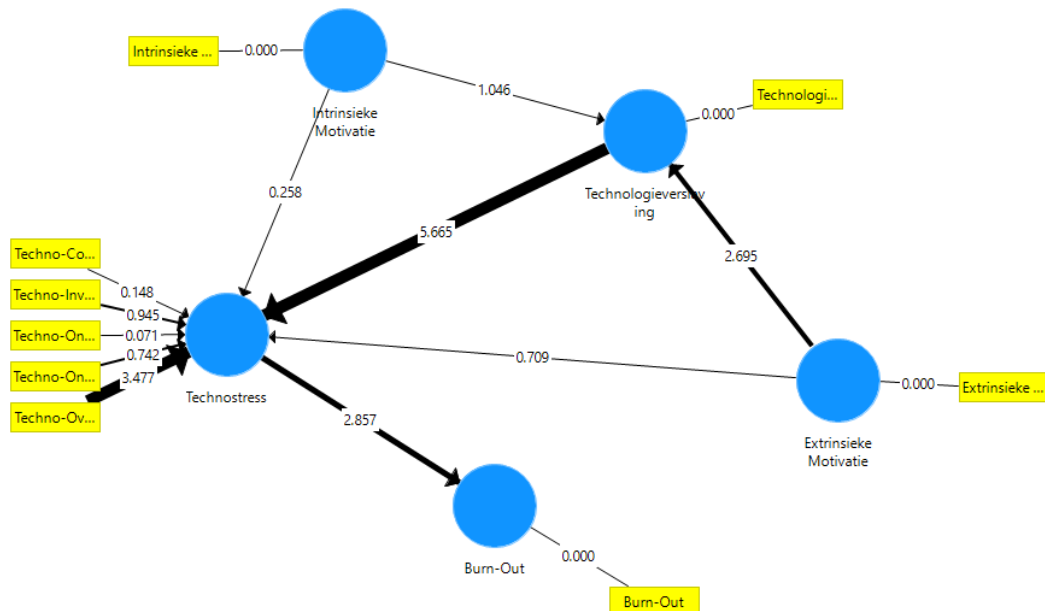 Intrinsieke ...
0.000
Intrinsieke
Motivatie
1.046
Technologi...
0.000
Technologieverslav
ing
0.258
5.665
2.695
Techno-Co...
0.148
Techno-Inv...
0.945
Techno-On...
0.071
Techno-On...
0.742
Techno-Ov...
3.477
Technostress
0.709
0.000
Extrinsieke ...
Extrinsieke
Motivatie
2.857
Burn-Out
0.000
Burn-Out